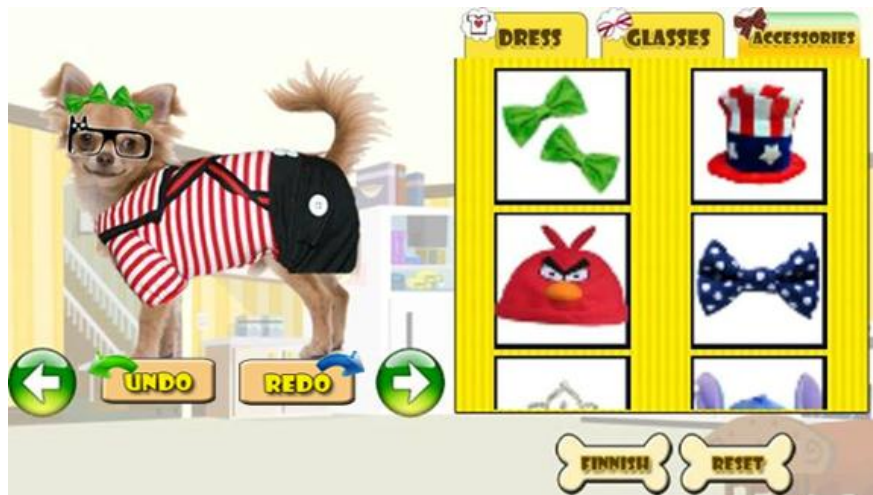 DRESS
GLASSES
ACCESSORIES
UNDO
REDO
FINNISH
RESET